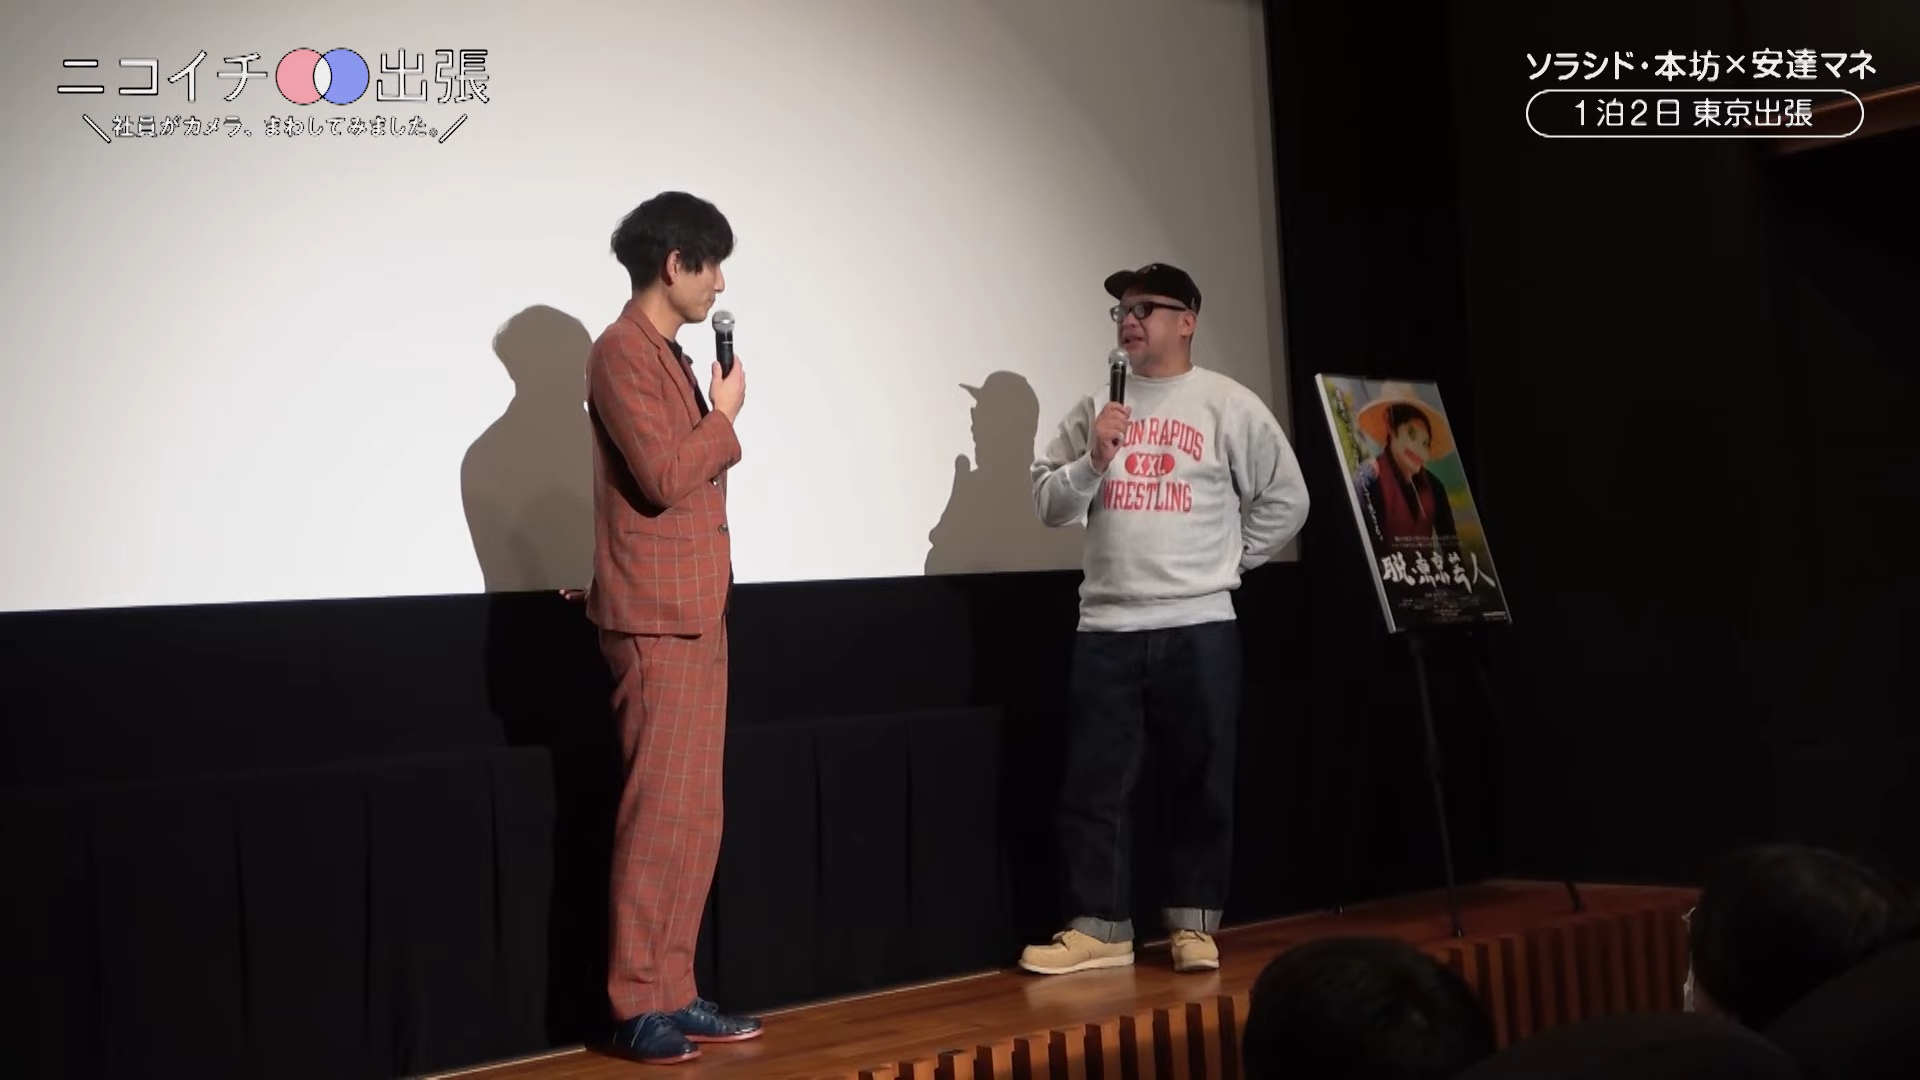 ニコイチ出張
＼社員がカメラ、まわしてみました。／
ソラシド・本坊×安達マネ
1泊2日 東京出張
ON RAPIDS
XXL
WRESTLING
脱・東京芸人